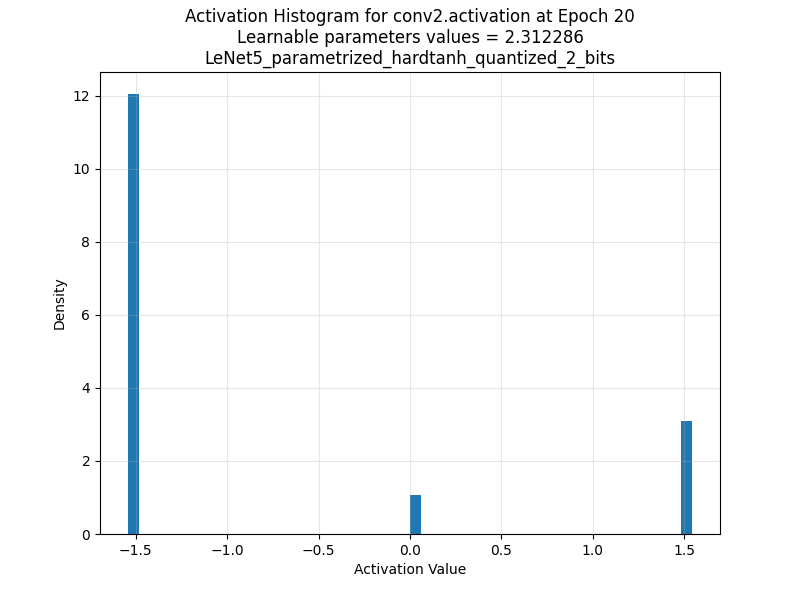 Activation Histogram for conv2.activation at Epoch 20
Learnable parameters values = 2.312286
LeNet5_parametrized_hardtanh_quantized_2_bits
12
10
8
6
4
2
0
Density
−1.5 −1.0 −0.5 0.0 0.5 1.0 1.5
Activation Value